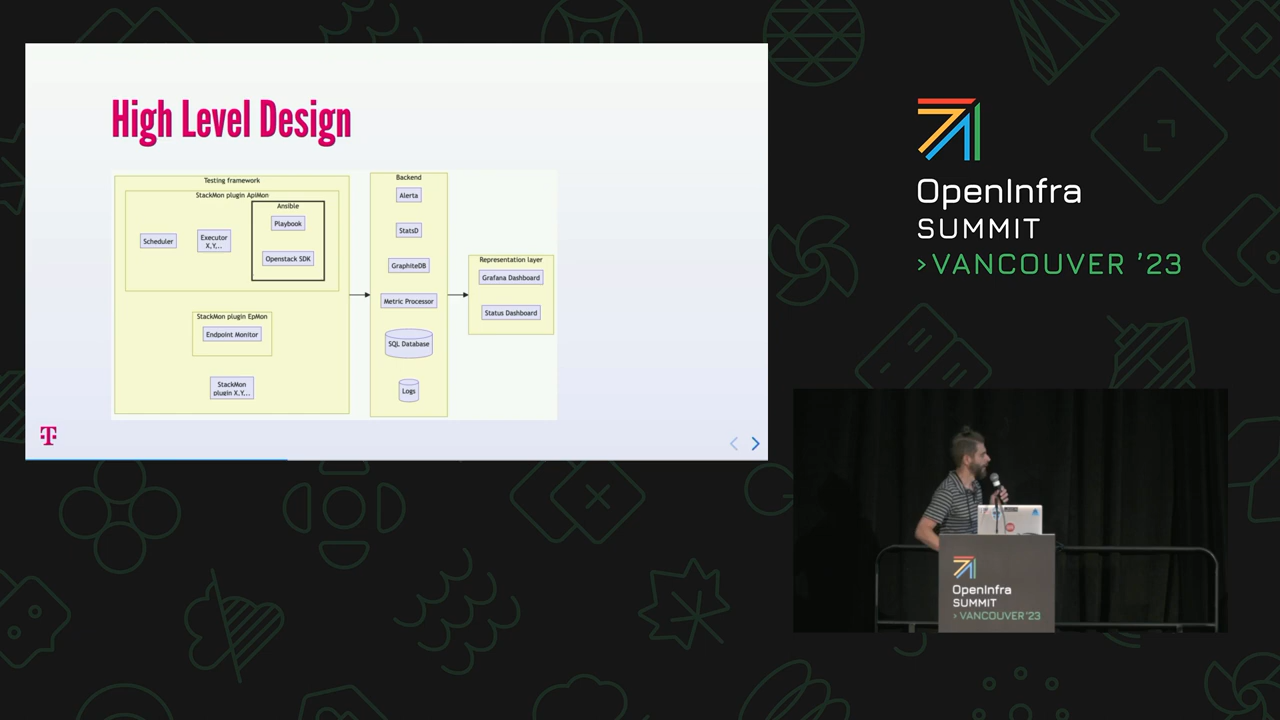 High Level Design
Testing framework
StackMon plugin ApiMon
Ansible
Playbook
Scheduler
Executor
X,Y,..
Openstack SDK
StackMon plugin EpMon
Endpoint Monitor
StackMon
plugin X,Y,..
Backend
Alerta
StatsD
GraphiteDB
Metric Processor
SQL Database
Logs
Representation layer
Grafana Dashboard
Status Dashboard
T
OpenInfra
SUMMIT
>VANCOUVER '23
OpenInfra
SUMMIT
>VANCOUVER '23